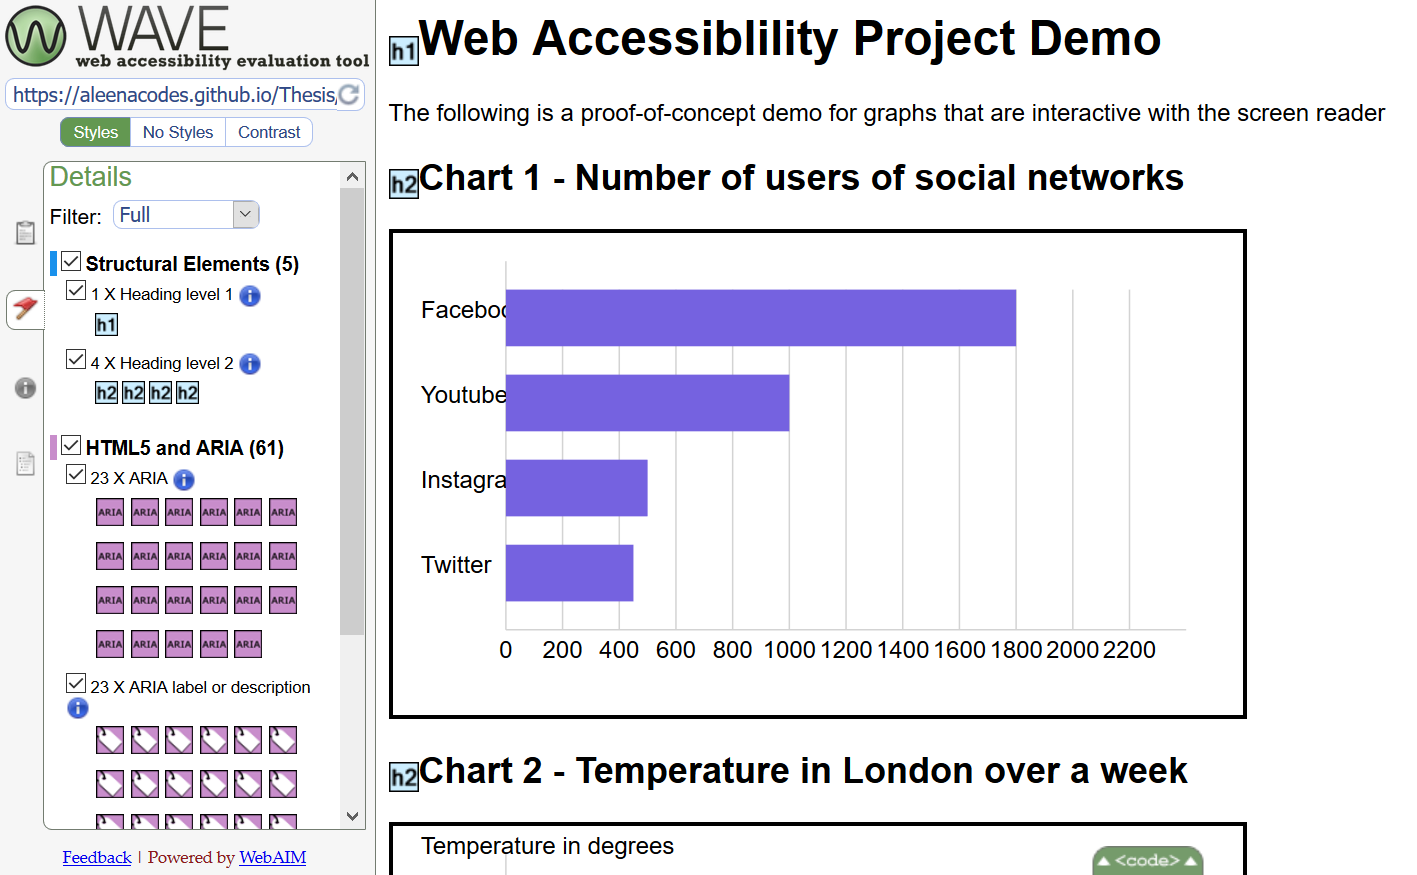 WAVE
web accessibility evaluation tool
https://aleenacodes.github.io/Thesis/
Styles No Styles Contrast
Details
Filter: Full
Structural Elements (5)
1 X Heading level 1
h1
4 X Heading level 2
h2 h2 h2 h2
HTML5 and ARIA (61)
23 X ARIA
ARIA ARIA ARIA ARIA ARIA ARIA
ARIA ARIA ARIA ARIA ARIA ARIA
ARIA ARIA ARIA ARIA ARIA ARIA
ARIA ARIA ARIA ARIA ARIA
23 X ARIA label or description
Feedback | Powered by WebAIM
h1 Web Accessiblility Project Demo
The following is a proof-of-concept demo for graphs that are interactive with the screen reader
h2 Chart 1 - Number of users of social networks
Faceboo
Youtube
Instagra
Twitter
0 200 400 600 800 1000 1200 1400 1600 1800 2000 2200
h2 Chart 2 - Temperature in London over a week
Temperature in degrees
▲ <code> ▲